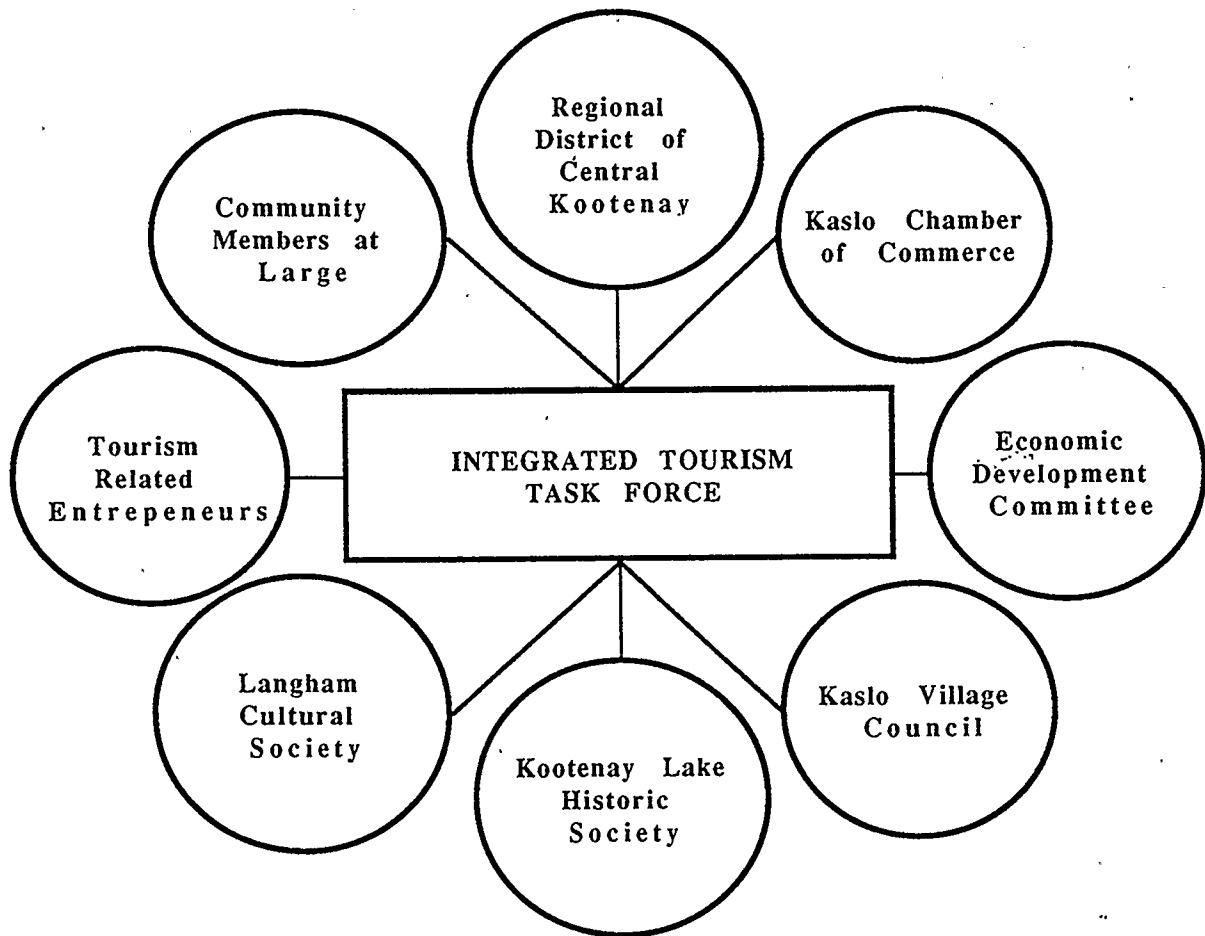 Regional
District of
Central
Kootenay
Community
Members at
Large
Kaslo Chamber
of Commerce
Tourism
Related
Entrepeneurs
INTEGRATED TOURISM
TASK FORCE
Economic
Development
Committee
Langham
Cultural
Society
Kootenay Lake
Historic
Society
Kaslo Village
Council